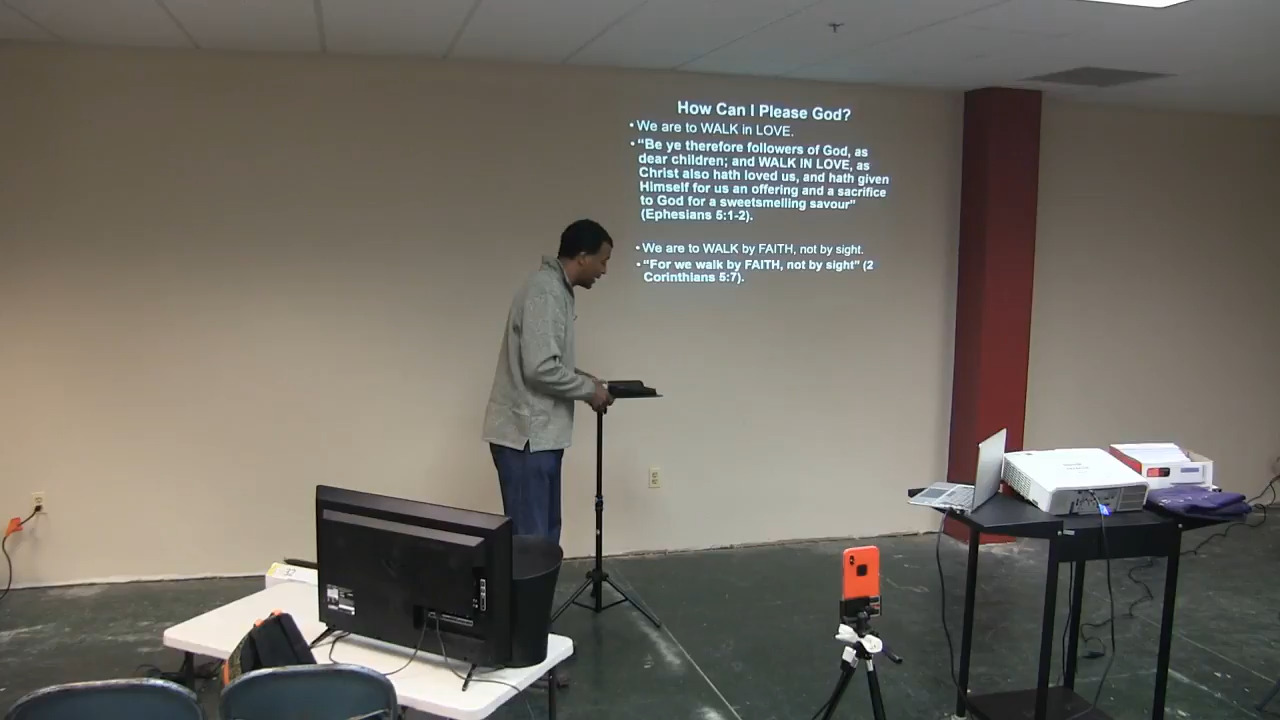 How Can I Please God?
•We are to WALK in LOVE.
•"Be ye therefore followers of God, as
dear children; and WALK IN LOVE, as
Christ also hath loved us, and hath given
Himself for us an offering and a sacrifice
to God for a sweetsmelling savour"
(Ephesians 5:1-2).
•We are to WALK by FAITH, not by sight.
•"For we walk by FAITH, not by sight" (2
Corinthians 5:7).
32